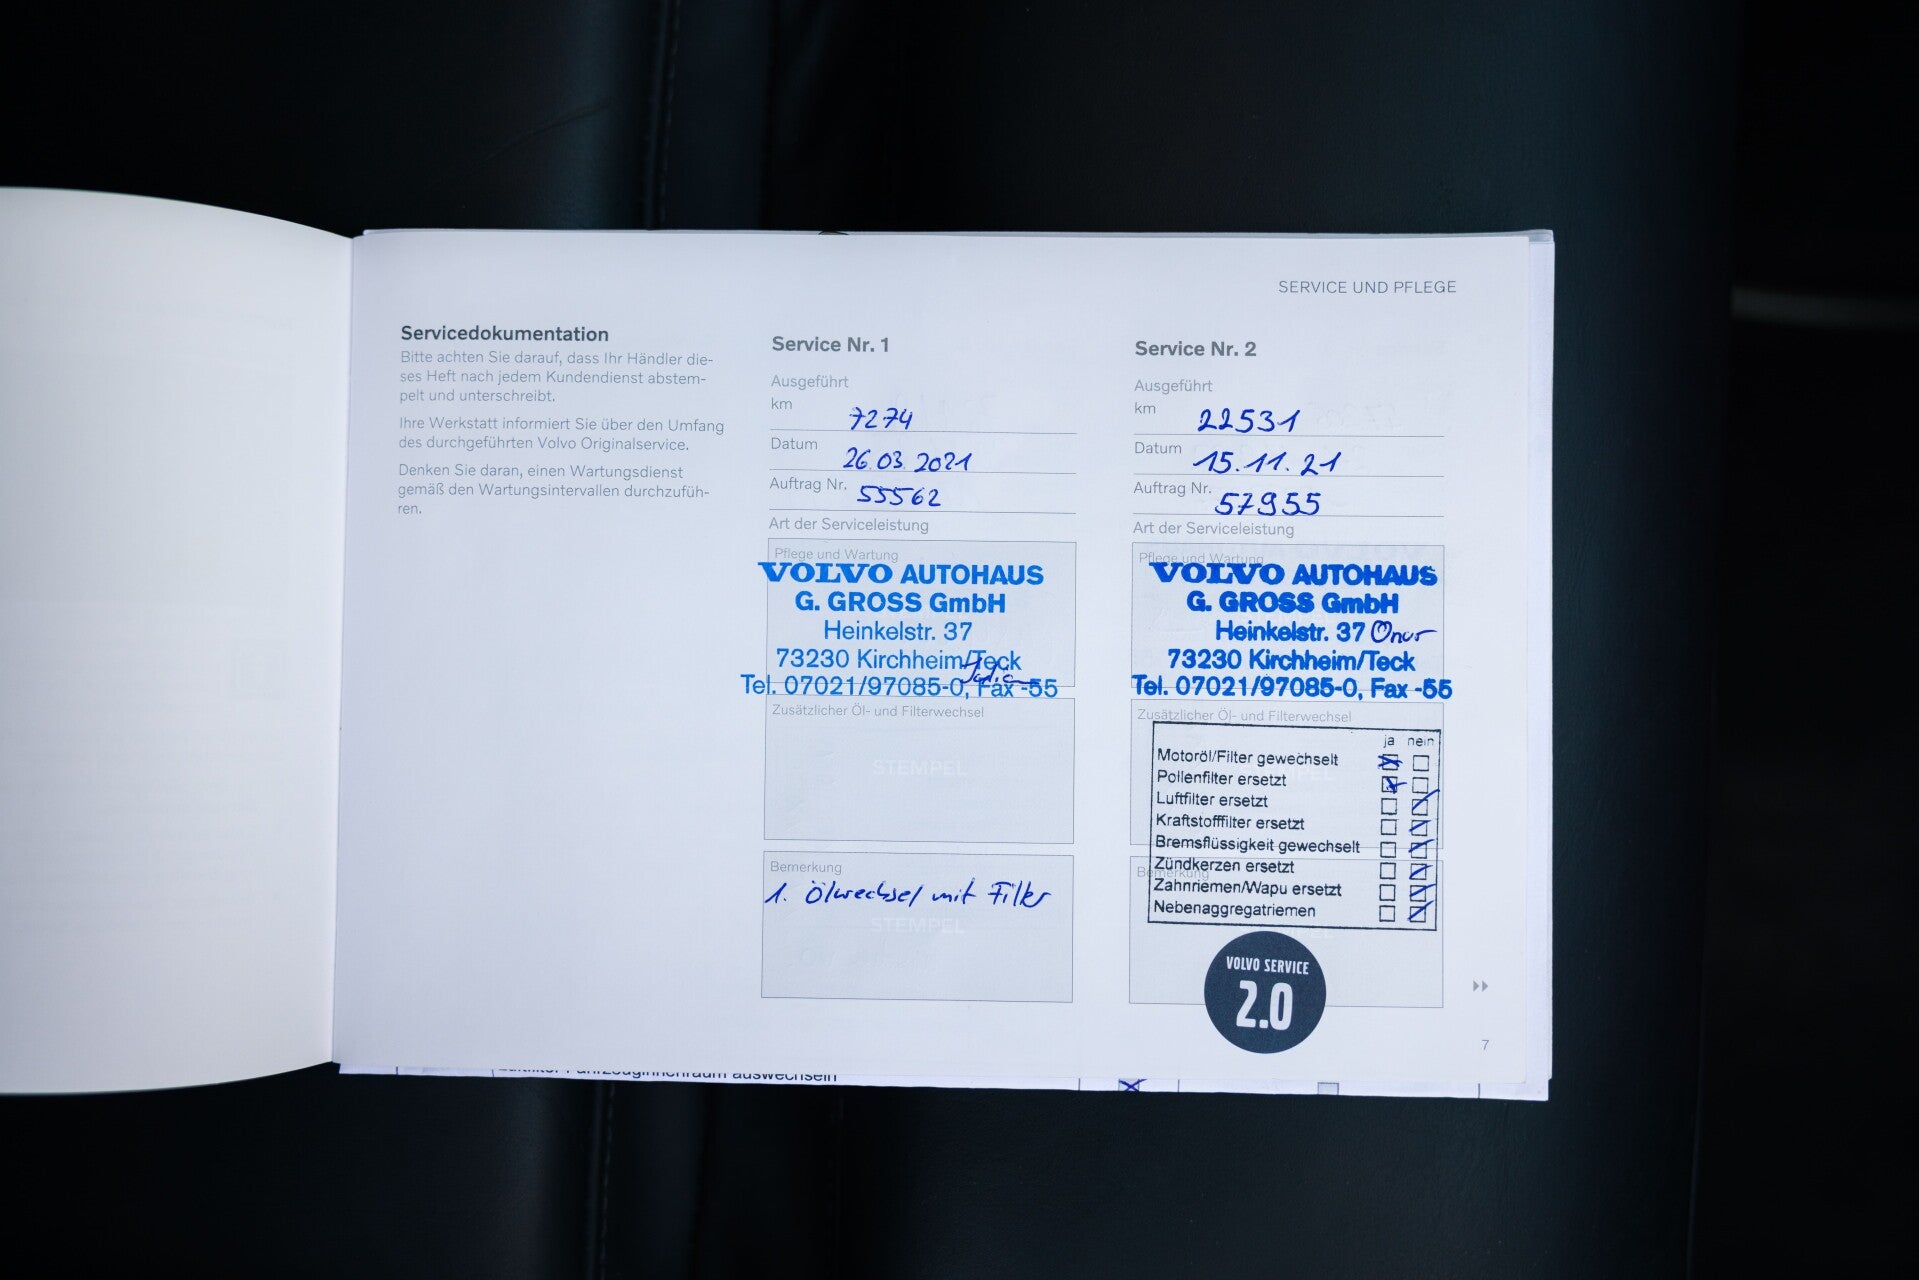 SERVICE UND PFLEGE
Servicedokumentation
Bitte achten Sie darauf, dass Ihr Händler die-
ses Heft nach jedem Kundendienst abstem-
pelt und unterschreibt.
Ihre Werkstatt informiert Sie über den Umfang
des durchgeführten Volvo Originalservice.
Denken Sie daran, einen Wartungsdienst
gemäß den Wartungsintervallen durchzufüh-
ren.
Service Nr. 1
Ausgeführt
km 7274
Datum 26.03.2021
Auftrag Nr. 55562
Art der Serviceleistung
Pflege und Wartung
VOLVO AUTOHAUS
G. GROSS GmbH
Heinkelstr. 37
73230 Kirchheim/Teck
Tel. 07021/97085-0, Fax -55
Zusätzlicher Öl- und Filterwechsel
STEMPEL
Bemerkung
1. Ölwechsel mit Filter
STEMPEL
Service Nr. 2
Ausgeführt
km 22531
Datum 15.11.21
Auftrag Nr. 57955
Art der Serviceleistung
Pflege und Wartung
VOLVO AUTOHAUS
G. GROSS GmbH
Heinkelstr. 37 Onur
73230 Kirchheim/Teck
Tel. 07021/97085-0, Fax -55
Zusätzlicher Öl- und Filterwechsel
ja nein
Motoröl/Filter gewechselt
Pollenfilter ersetzt
Luftfilter ersetzt
Kraftstofffilter ersetzt
Bremsflüssigkeit gewechselt
Zündkerzen ersetzt
Bemerkung
Zahnriemen/Wapu ersetzt
Nebenaggregatriemen
VOLVO SERVICE
2.0
7
auswechseln